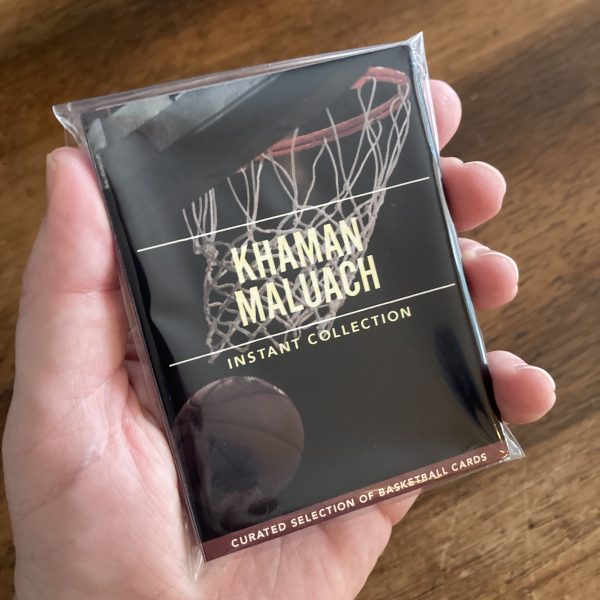 KHAMAN
MALUACH
INSTANT COLLECTION
CURATED SELECTION OF BASKETBALL CARDS